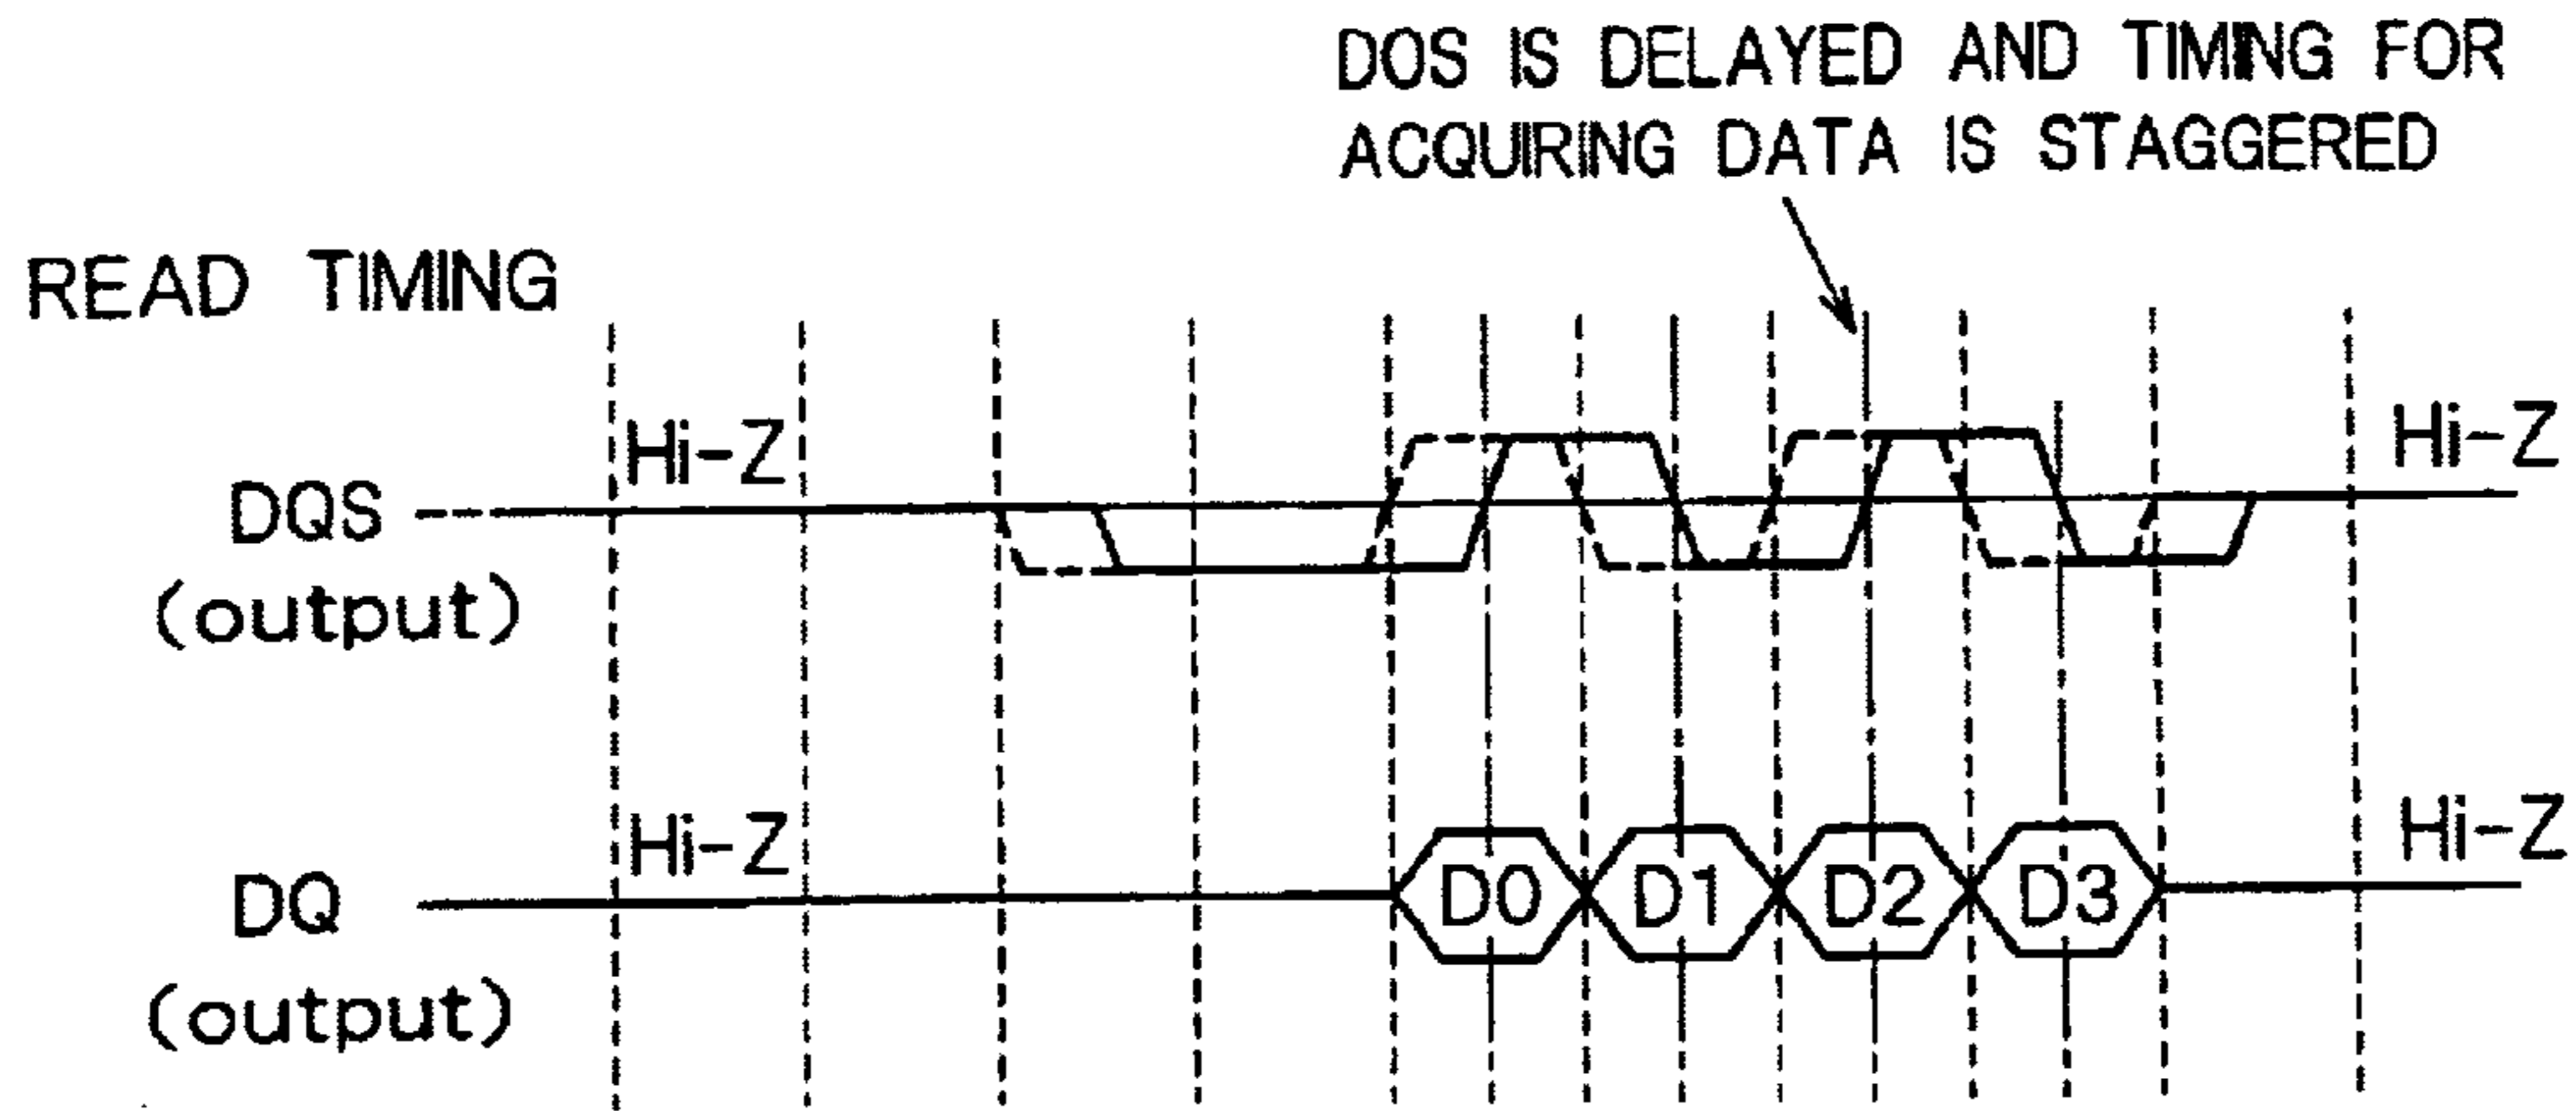 DOS IS DELAYED AND TIMING FOR
ACQUIRING DATA IS STAGGERED
READ TIMING
Hi-Z
Hi-Z
DQS
(output)
Hi-Z
Hi-Z
DQ
D0 D1 D2 D3
(output)